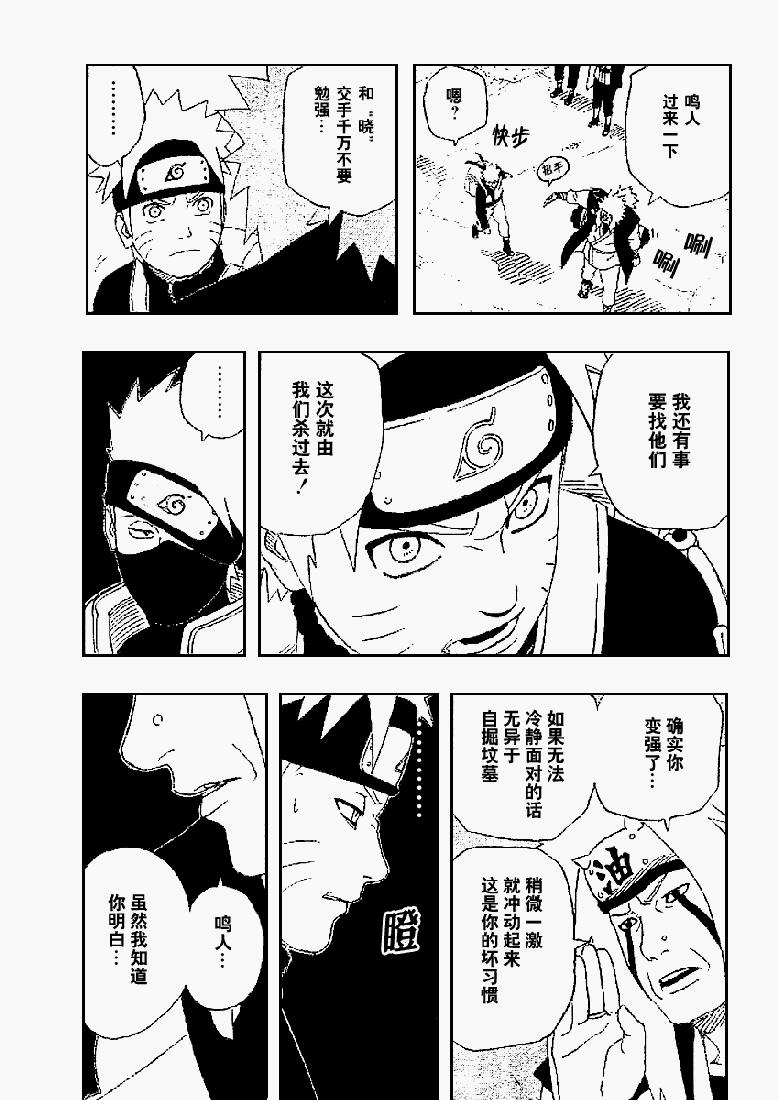 鸣人
过来一下
嗯？
快步
招手
唰
唰
和“晓”
交手千万不要
勉强…
………
我还有事
要找他们
这次就由
我们杀过去！
………
确实你
变强了…
如果无法
冷静面对的话
无异于
自掘坟墓
稍微一激
就冲动起来
这是你的坏习惯
油
…………
瞪
鸣人…
虽然我知道
你明白…